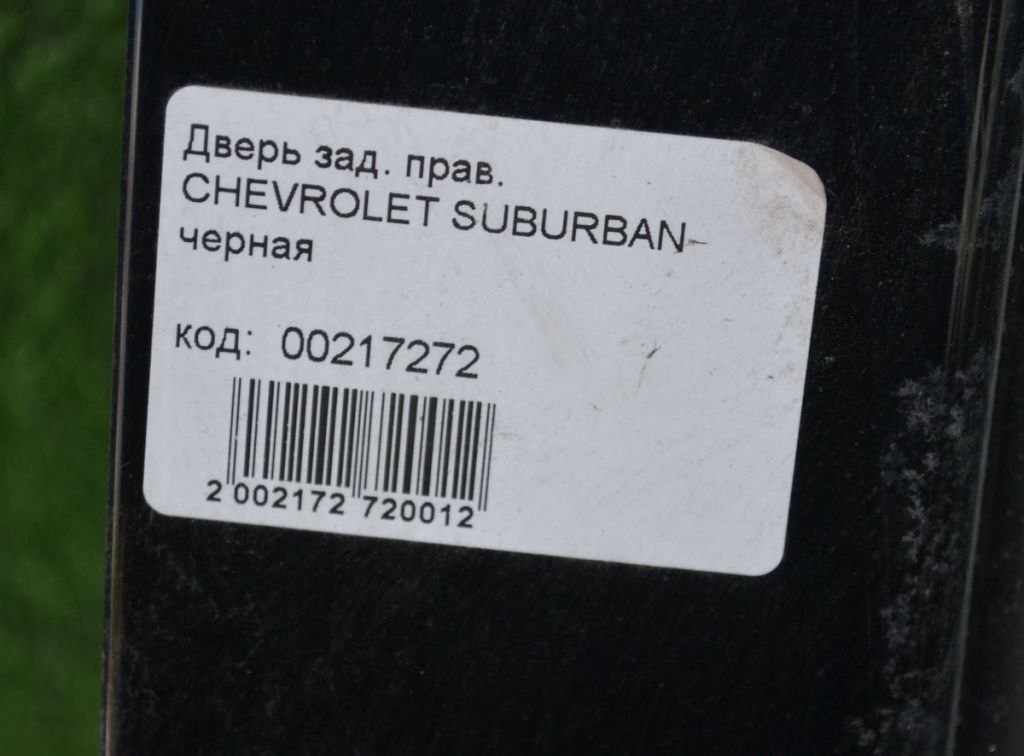 Дверь зад. прав.
CHEVROLET SUBURBAN
черная
код: 00217272
2 002172 720012